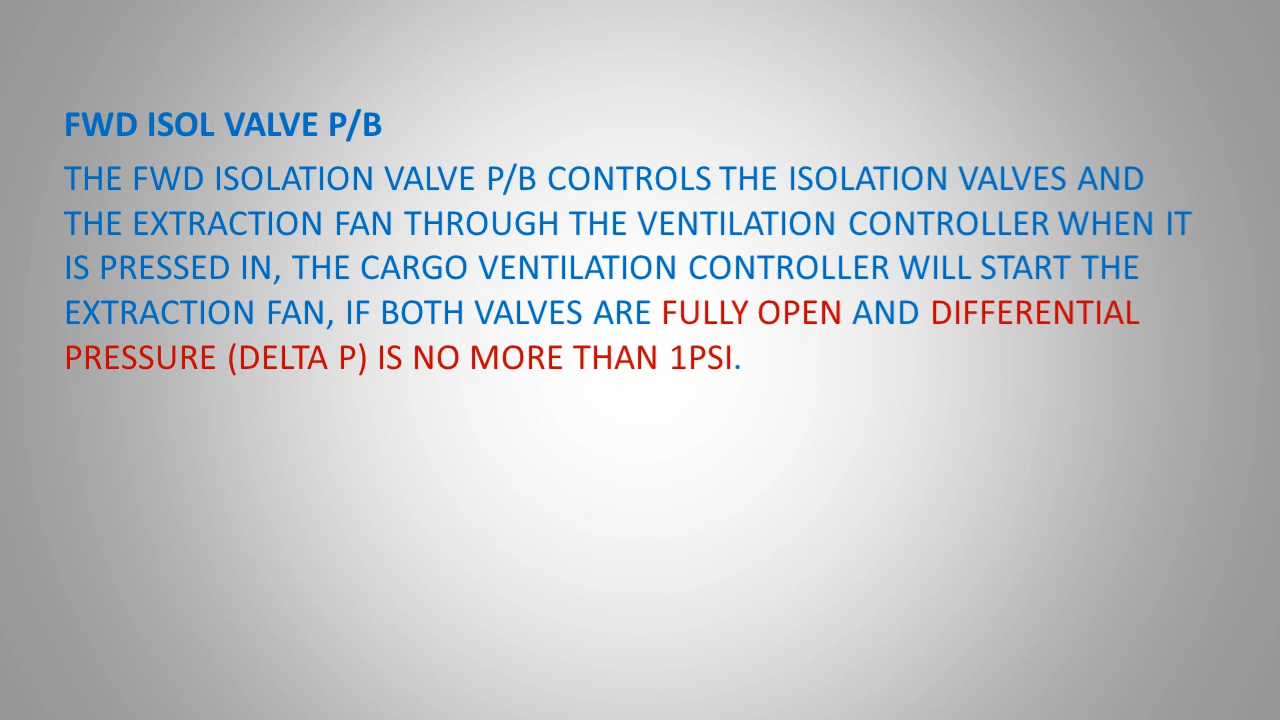 FWD ISOL VALVE P/B
THE FWD ISOLATION VALVE P/B CONTROLS THE ISOLATION VALVES AND
THE EXTRACTION FAN THROUGH THE VENTILATION CONTROLLER WHEN IT
IS PRESSED IN, THE CARGO VENTILATION CONTROLLER WILL START THE
EXTRACTION FAN, IF BOTH VALVES ARE FULLY OPEN AND DIFFERENTIAL
PRESSURE (DELTA P) IS NO MORE THAN 1PSI.